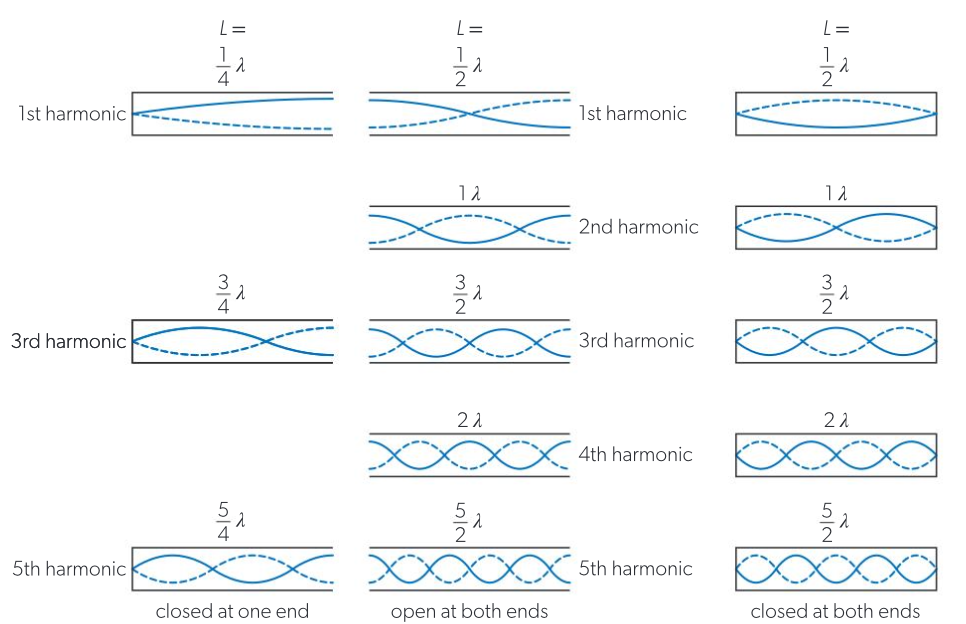 L = L = L =
1/4 λ 1/2 λ 1/2 λ
1st harmonic 1st harmonic
1 λ 1 λ
2nd harmonic
3/4 λ 3/2 λ 3/2 λ
3rd harmonic 3rd harmonic
2 λ 2 λ
4th harmonic
5/4 λ 5/2 λ 5/2 λ
5th harmonic 5th harmonic
closed at one end open at both ends closed at both ends